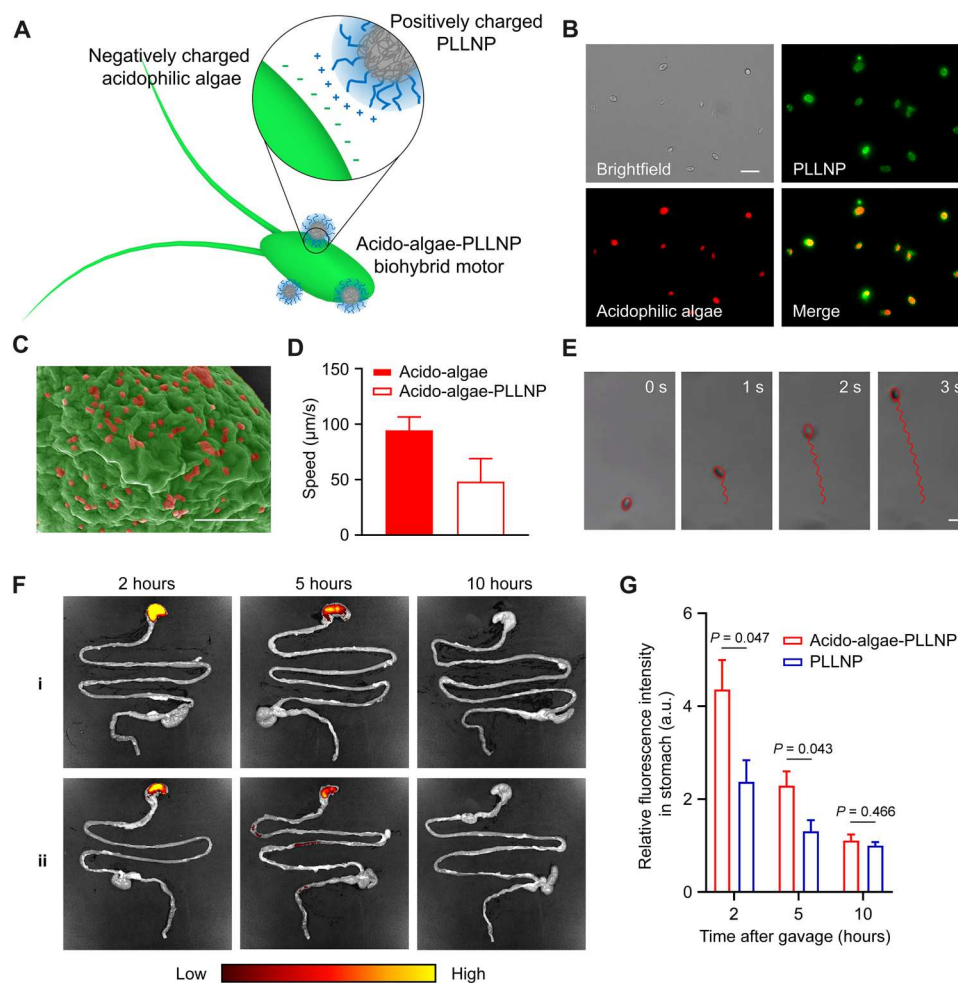 A
Negatively charged
acidophilic algae
Positively charged
PLLNP
Acido-algae-PLLNP
biohybrid motor
B
Brightfield
PLLNP
Acidophilic algae
Merge
C
D
Speed (µm/s)
150
100
50
0
Acido-algae
Acido-algae-PLLNP
E
0 s
1 s
2 s
3 s
F
2 hours
5 hours
10 hours
i
ii
Low
High
G
Relative fluorescence intensity
in stomach (a.u.)
6
4
2
0
Acido-algae-PLLNP
PLLNP
P = 0.047
P = 0.043
P = 0.466
2
5
10
Time after gavage (hours)